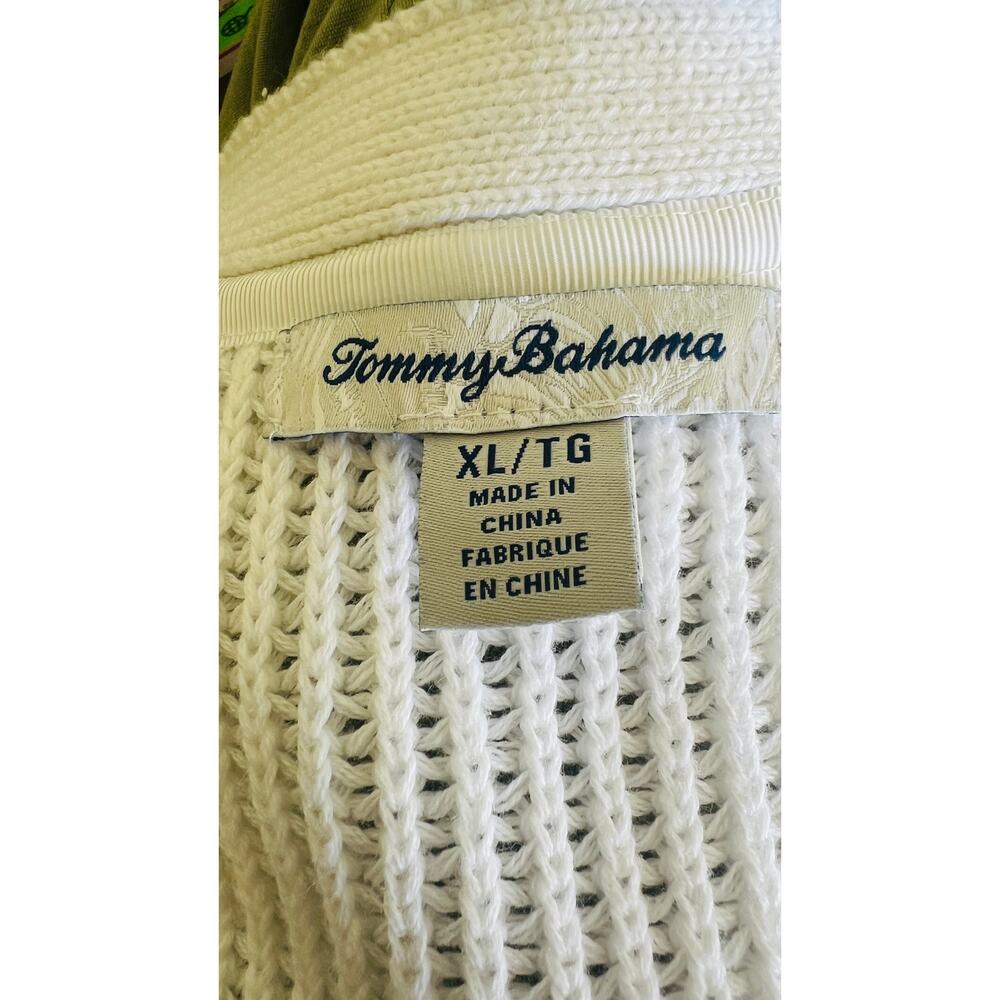 Tommy Bahama
XL/TG
MADE IN
CHINA
FABRIQUE
EN CHINE